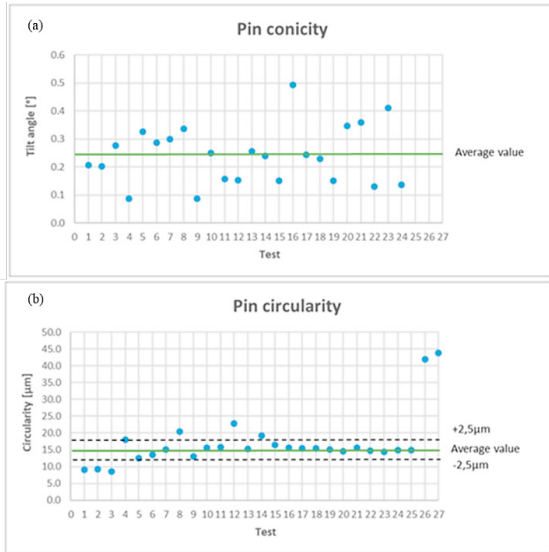 (a)
Pin conicity
0.6
0.5
0.4
0.3
0.2
0.1
0.0
Tilt angle [°]
Average value
0 1 2 3 4 5 6 7 8 9 10 11 12 13 14 15 16 17 18 19 20 21 22 23 24 25 26 27
Test
(b)
Pin circularity
50.0
45.0
40.0
35.0
30.0
25.0
20.0
15.0
10.0
5.0
0.0
Circularity [µm]
+2,5µm
Average value
-2,5µm
0 1 2 3 4 5 6 7 8 9 10 11 12 13 14 15 16 17 18 19 20 21 22 23 24 25 26 27
Test